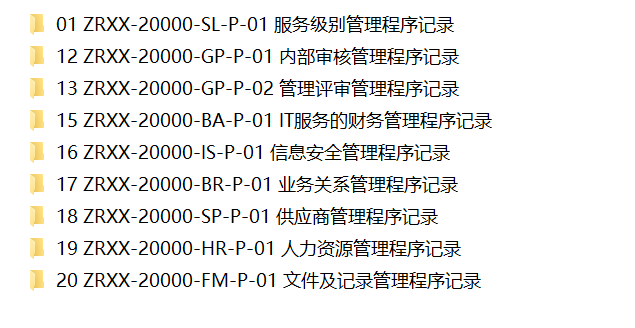 01 ZRXX-20000-SL-P-01 服务级别管理程序记录
12 ZRXX-20000-GP-P-01 内部审核管理程序记录
13 ZRXX-20000-GP-P-02 管理评审管理程序记录
15 ZRXX-20000-BA-P-01 IT服务的财务管理程序记录
16 ZRXX-20000-IS-P-01 信息安全管理程序记录
17 ZRXX-20000-BR-P-01 业务关系管理程序记录
18 ZRXX-20000-SP-P-01 供应商管理程序记录
19 ZRXX-20000-HR-P-01 人力资源管理程序记录
20 ZRXX-20000-FM-P-01 文件及记录管理程序记录